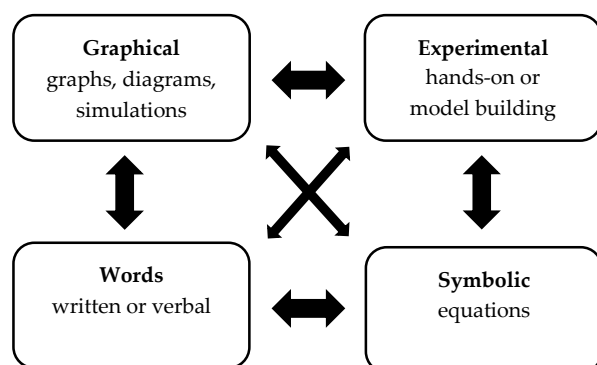 Graphical
graphs, diagrams,
simulations
Experimental
hands-on or
model building
Words
written or verbal
Symbolic
equations